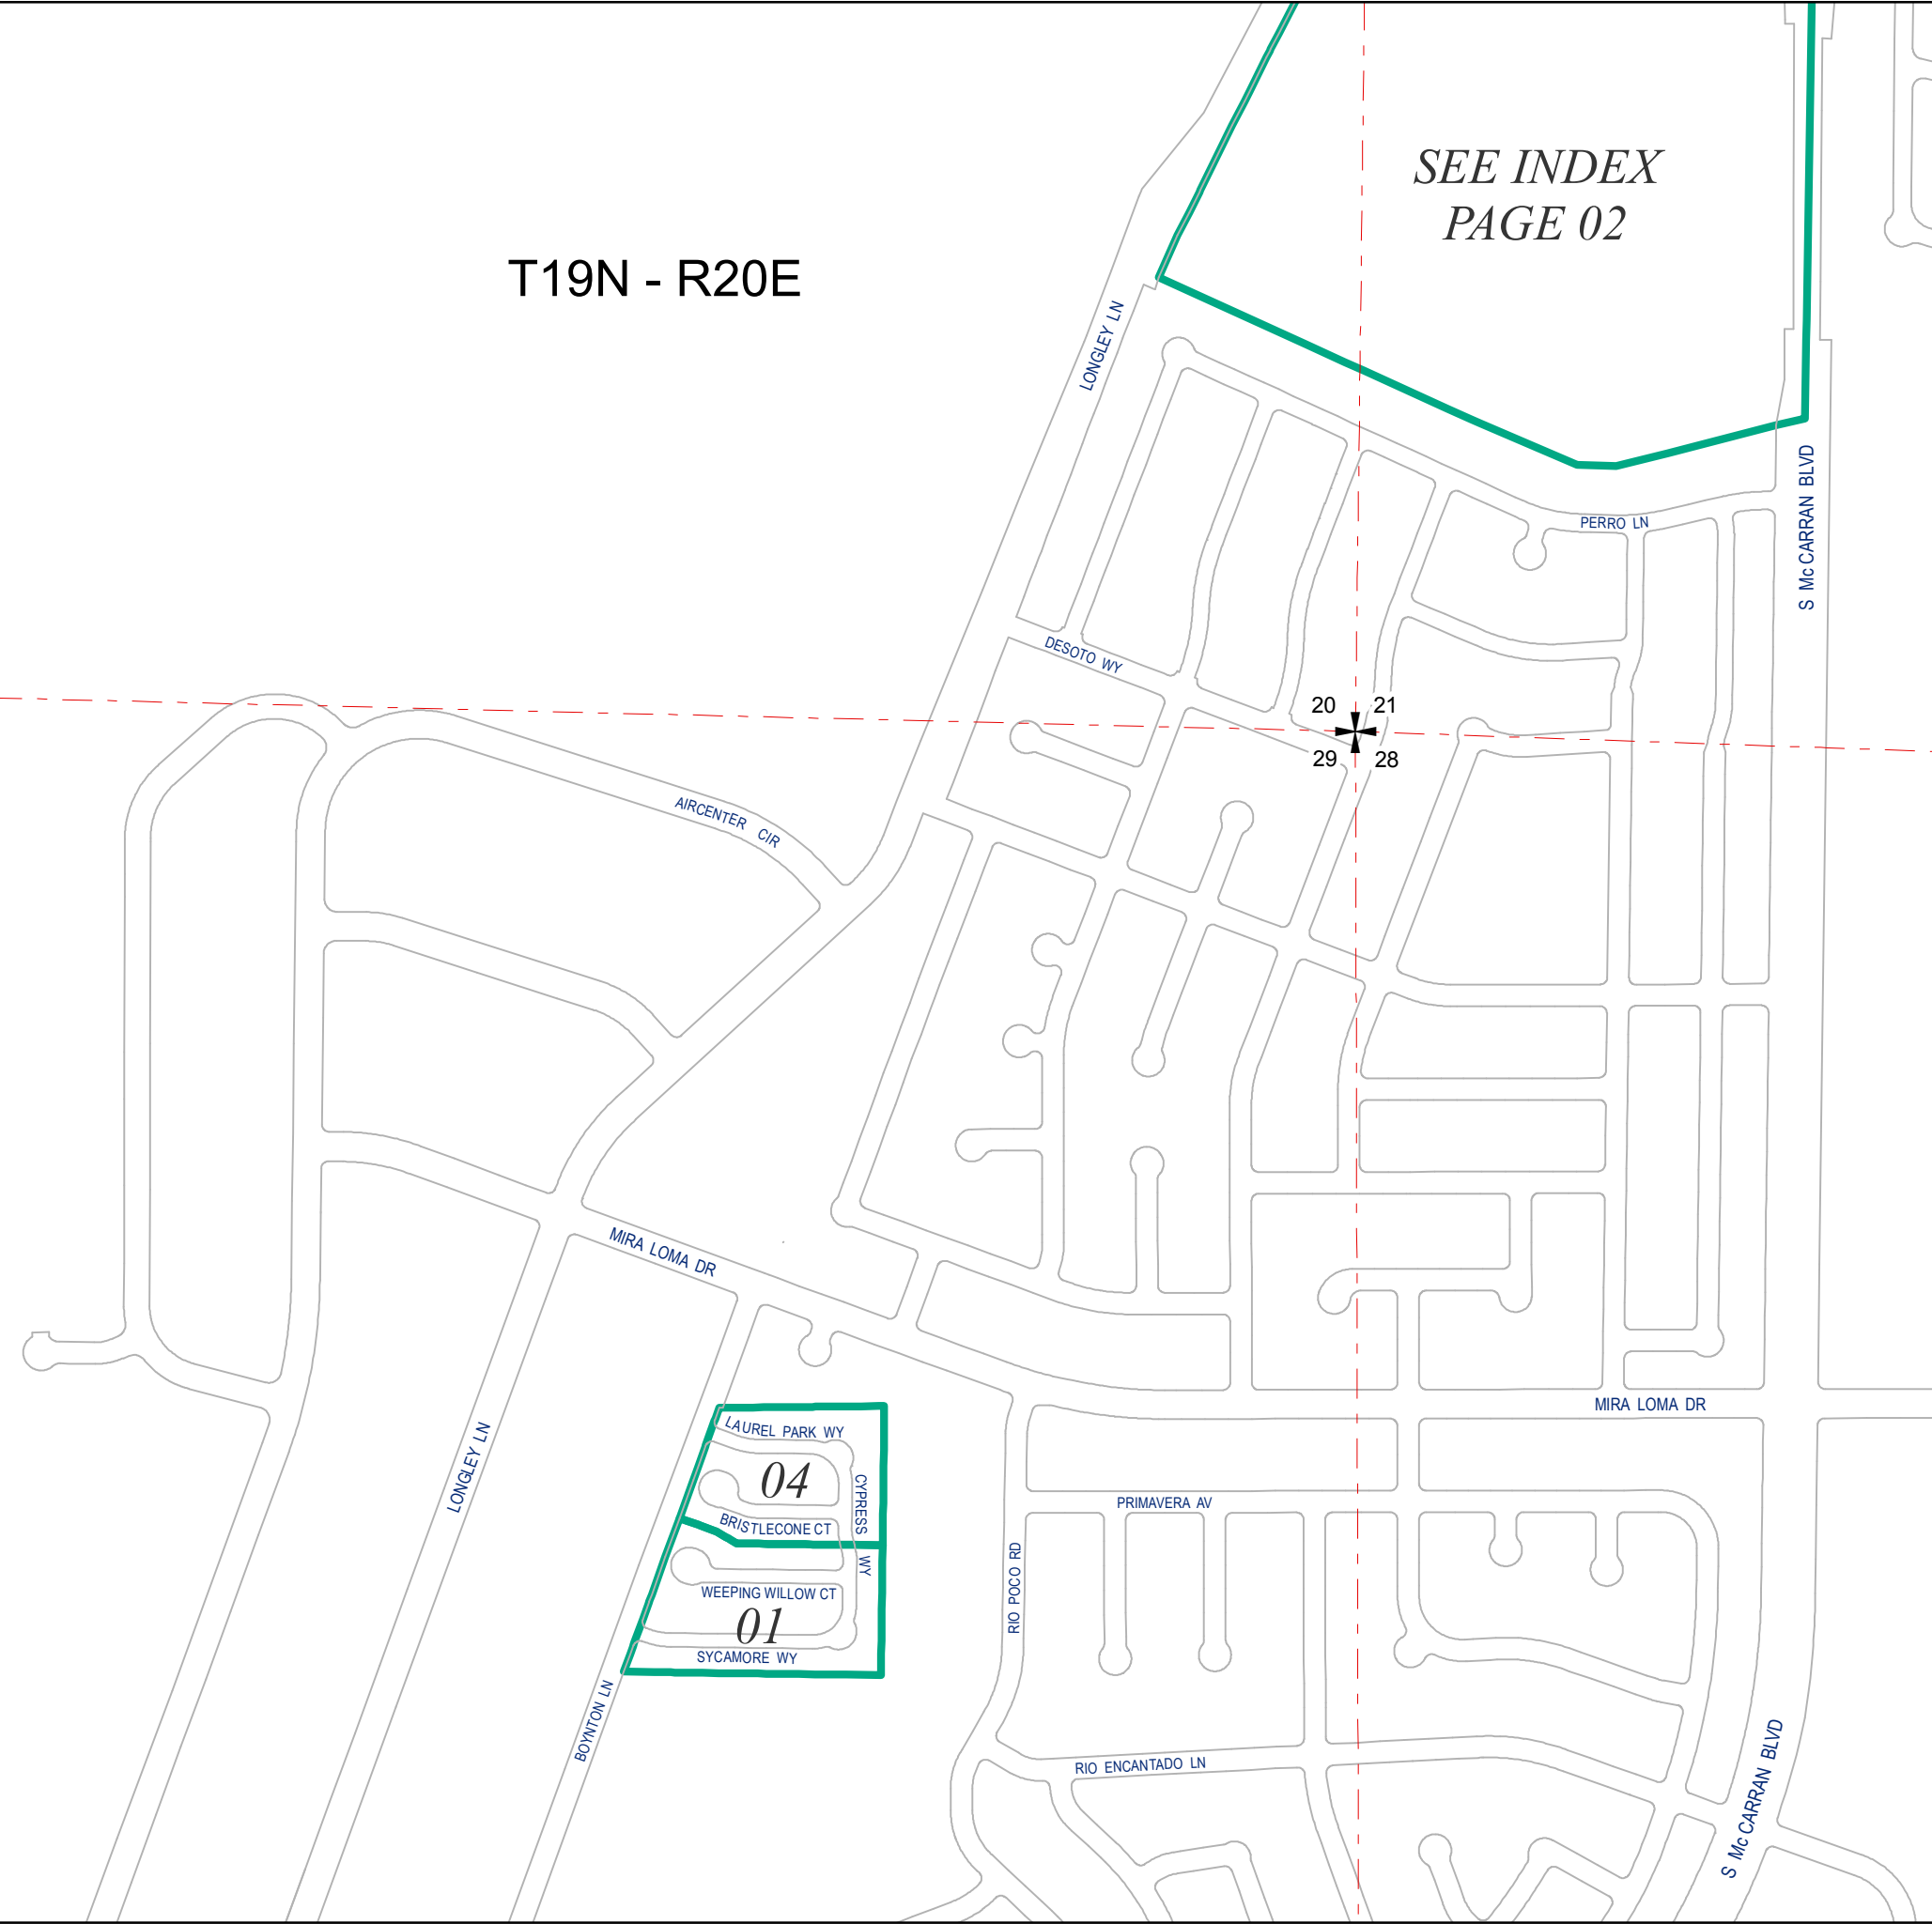 SEE INDEX
PAGE 02
T19N - R20E
LONGLEY LN
S Mc CARRAN BLVD
PERRO LN
DESOTO WY
20
21
29
28
AIRCENTER CIR
MIRA LOMA DR
MIRA LOMA DR
LAUREL PARK WY
04
CYPRESS WY
LONGLEY LN
BRISTLECONE CT
PRIMAVERA AV
RIO POCO RD
WEEPING WILLOW CT
01
SYCAMORE WY
BOYNTON LN
RIO ENCANTADO LN
S Mc CARRAN BLVD